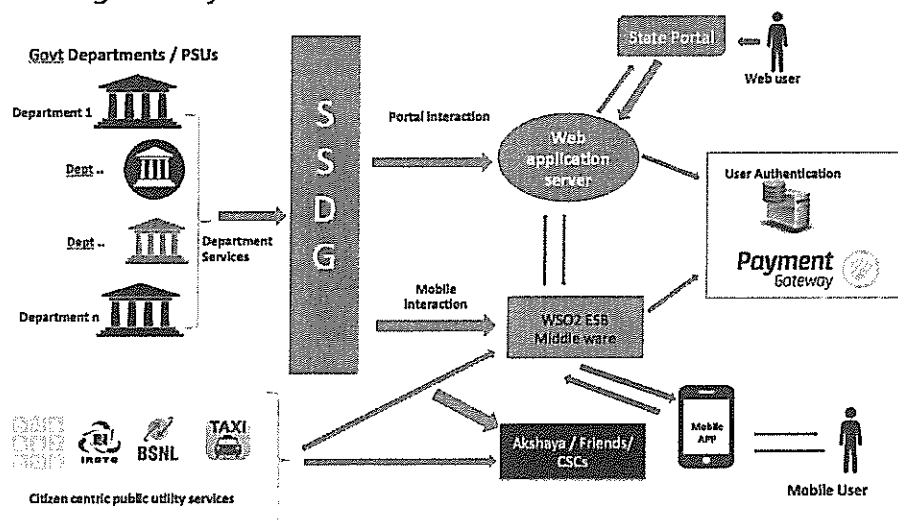 Govt Departments / PSUs
Department 1
Dept ..
Dept ..
Department n
Department
Services
S
S
D
G
Portal Interaction
Mobile
Interaction
State Portal
Web user
Web
application
server
User Authentication
Payment
Gateway
WSO2 ESB
Middle ware
Akshaya / Friends/
CSCs
Mobile
APP
Mobile User
BSNL
TAXI
Citizen centric public utility services